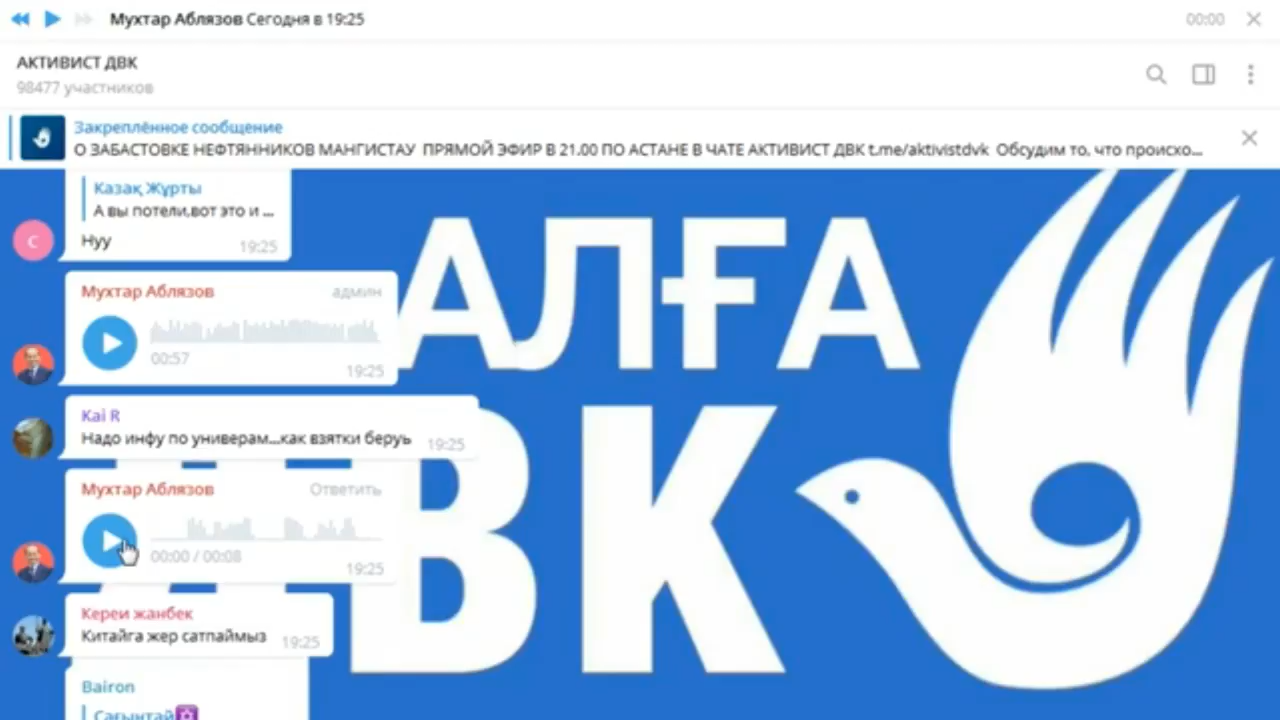 Мухтар Аблязов Сегодня в 19:25
00:00
АКТИВИСТ ДВК
98477 участников
Закреплённое сообщение
О ЗАБАСТОВКЕ НЕФТЯННИКОВ МАНГИСТАУ ПРЯМОЙ ЭФИР В 21.00 ПО АСТАНЕ В ЧАТЕ АКТИВИСТ ДВК t.me/aktivistdvk Обсудим то, что происхо...
Казақ Жұрты
А вы потели,вот это и ...
С
Нуу
19:25
Мухтар Аблязов
админ
00:57
19:25
Kai R
Надо инфу по универам...как взятки беруь
19:25
Мухтар Аблязов
Ответить
00:00 / 00:08
19:25
Кереи жанбек
Китайга жер сатпаймыз
19:25
Bairon
Сағынтай
АЛҒА
ВК